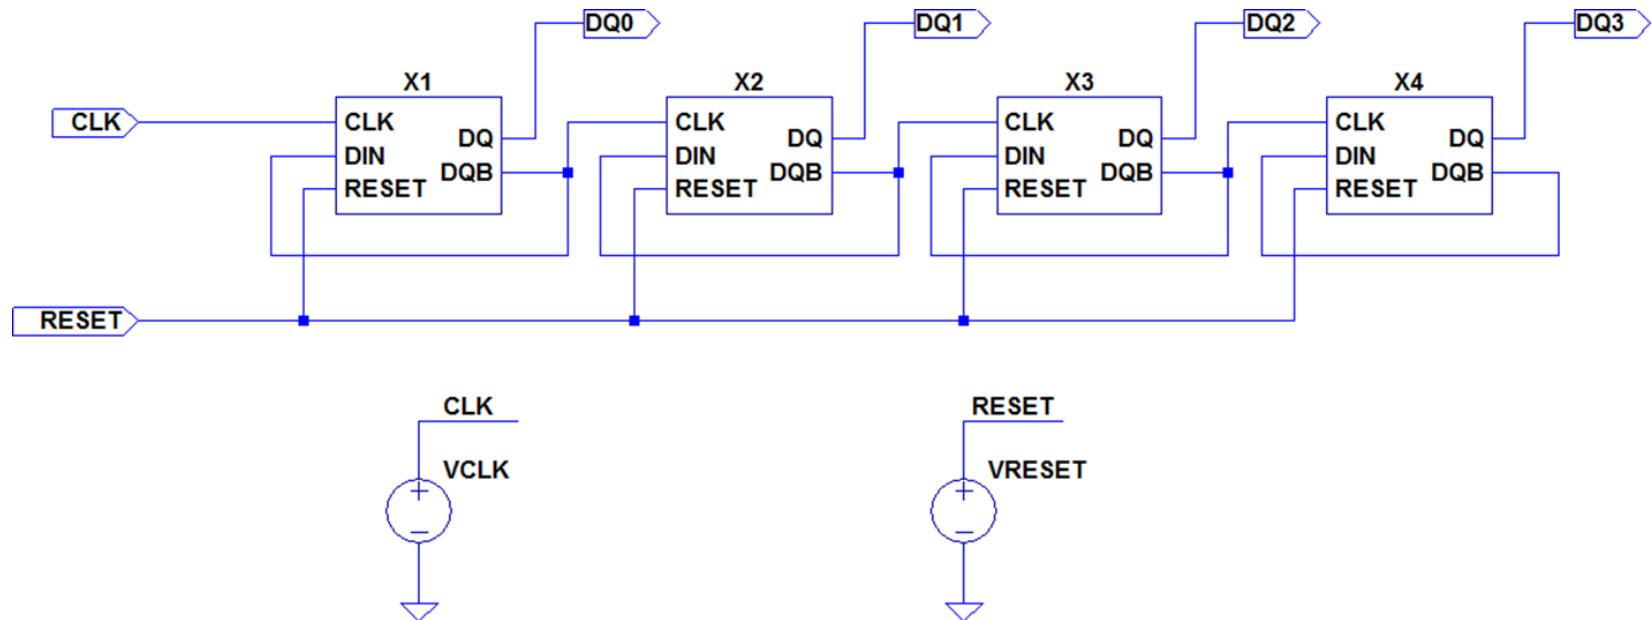 DQ0 DQ1 DQ2 DQ3
X1 X2 X3 X4
CLK CLK CLK CLK CLK
DQ DQ DQ DQ
DIN DIN DIN DIN
DQB DQB DQB DQB
RESET RESET RESET RESET
RESET
CLK RESET
VCLK VRESET